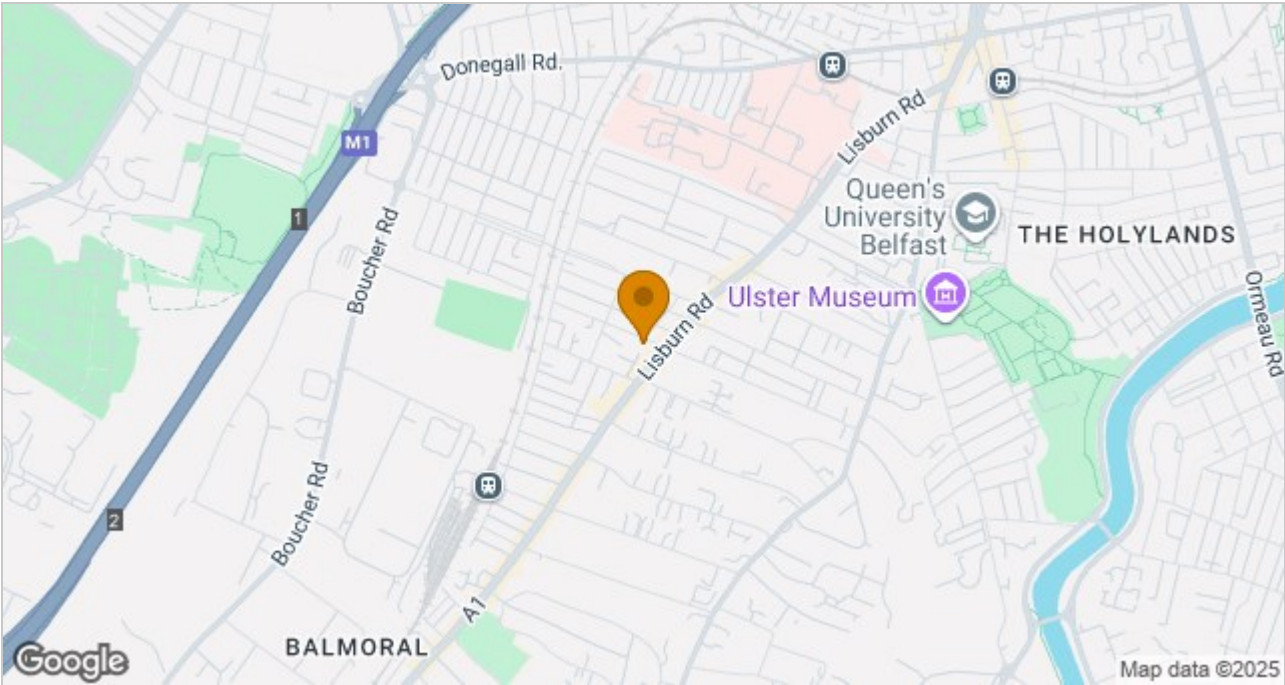 Donegall Rd.
M1
Lisburn Rd
Queen's
University
Belfast
THE HOLYLANDS
1
Boucher Rd
Ulster Museum
Ormeau Rd
Lisburn Rd
Boucher Rd
2
A1
BALMORAL
Google
Map data ©2025